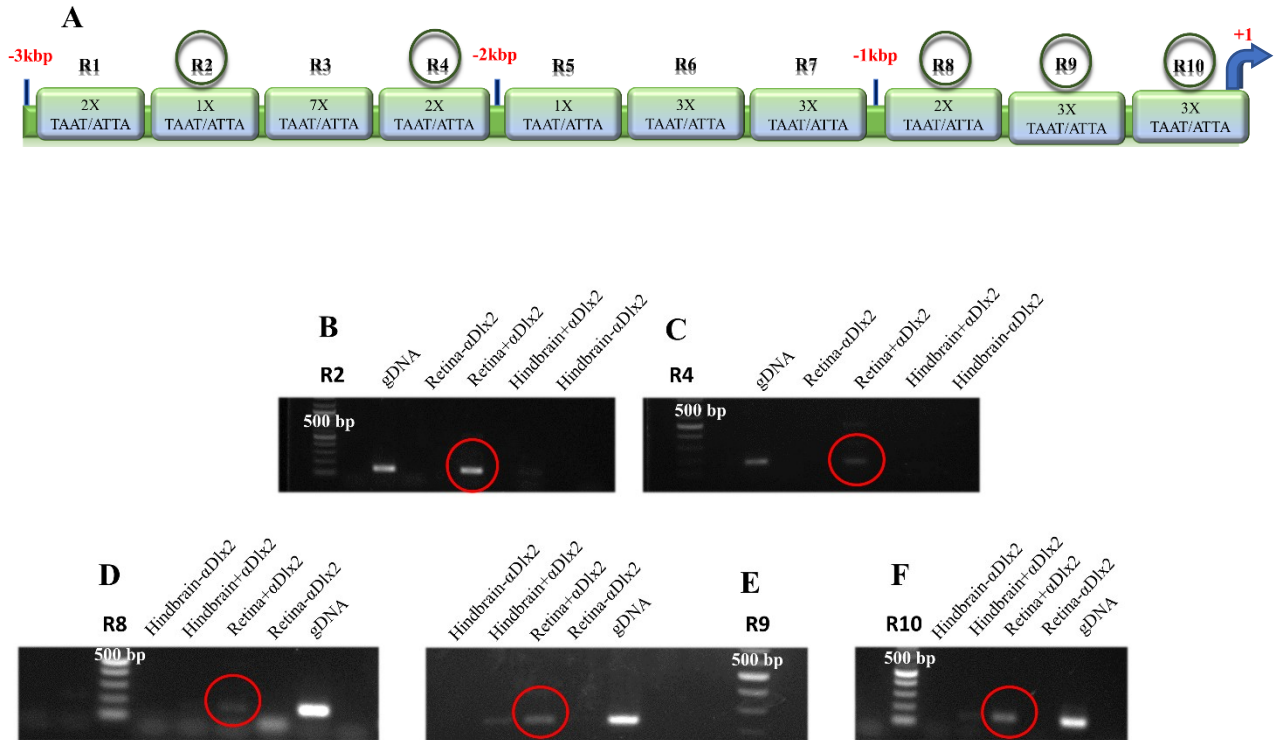 A
-3kbp R1 R2 R3 R4 -2kbp R5 R6 R7 -1kbp R8 R9 R10 +1
2X 1X 7X 2X 1X 3X 3X 2X 3X 3X
TAAT/ATTA TAAT/ATTA TAAT/ATTA TAAT/ATTA TAAT/ATTA TAAT/ATTA TAAT/ATTA TAAT/ATTA TAAT/ATTA TAAT/ATTA
B
R2
gDNA
Retina-αDlx2
Retina+αDlx2
Hindbrain+αDlx2
Hindbrain-αDlx2
500 bp
C
R4
gDNA
Retina-αDlx2
Retina+αDlx2
Hindbrain+αDlx2
Hindbrain-αDlx2
500 bp
D
R8
Hindbrain-αDlx2
Hindbrain+αDlx2
Retina+αDlx2
Retina-αDlx2
gDNA
500 bp
Hindbrain-αDlx2
Hindbrain+αDlx2
Retina+αDlx2
Retina-αDlx2
gDNA
E
R9
500 bp
F
R10
Hindbrain-αDlx2
Hindbrain+αDlx2
Retina+αDlx2
Retina-αDlx2
gDNA
500 bp